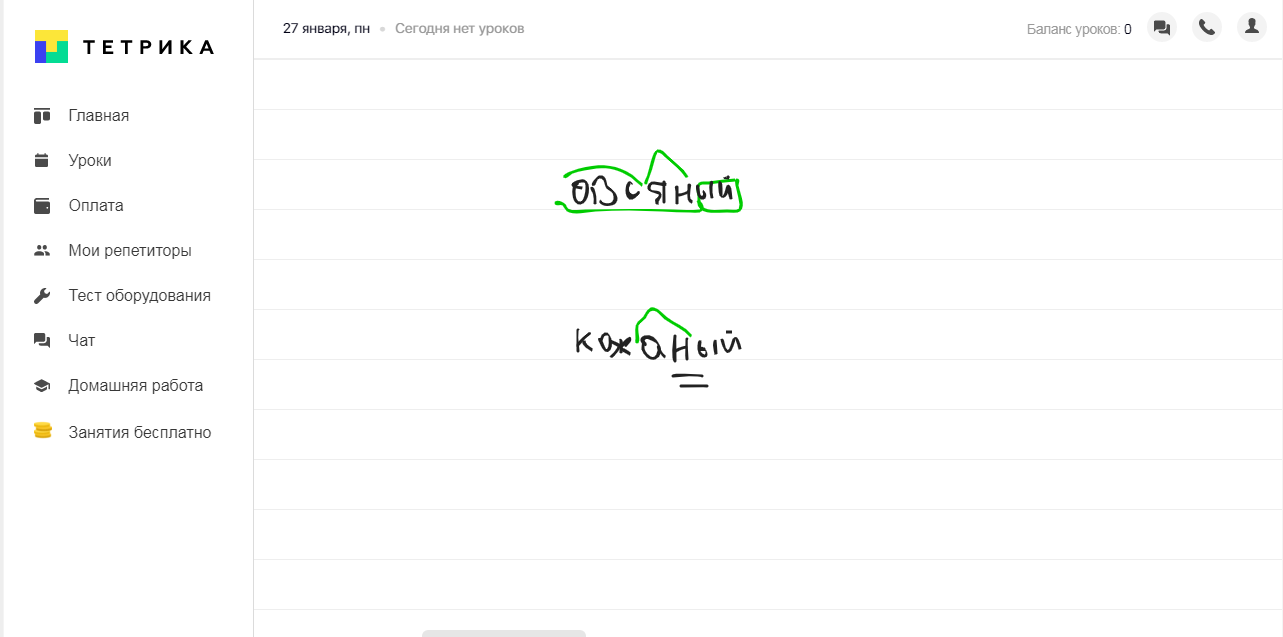 ТЕТРИКА
27 января, пн • Сегодня нет уроков
Баланс уроков: 0
Главная
Уроки
Оплата
Мои репетиторы
Тест оборудования
Чат
Домашняя работа
Занятия бесплатно
овсяный
кожаный